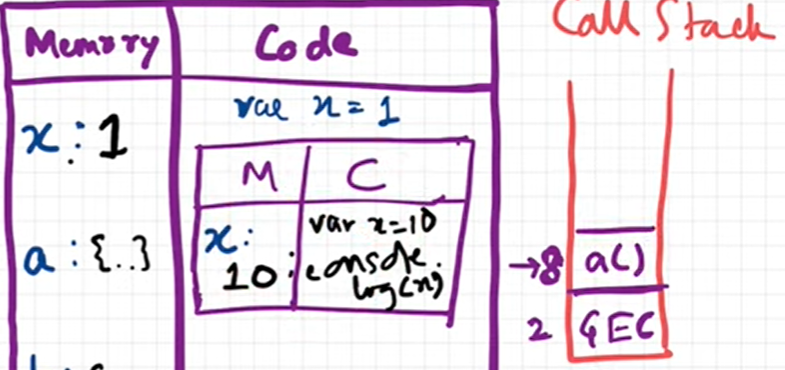 Memory
Code
Call Stack
var x = 1
x : 1
M
C
var x=10
x:
10
console.
log(x)
a : {..}
→8
a()
2
GEC